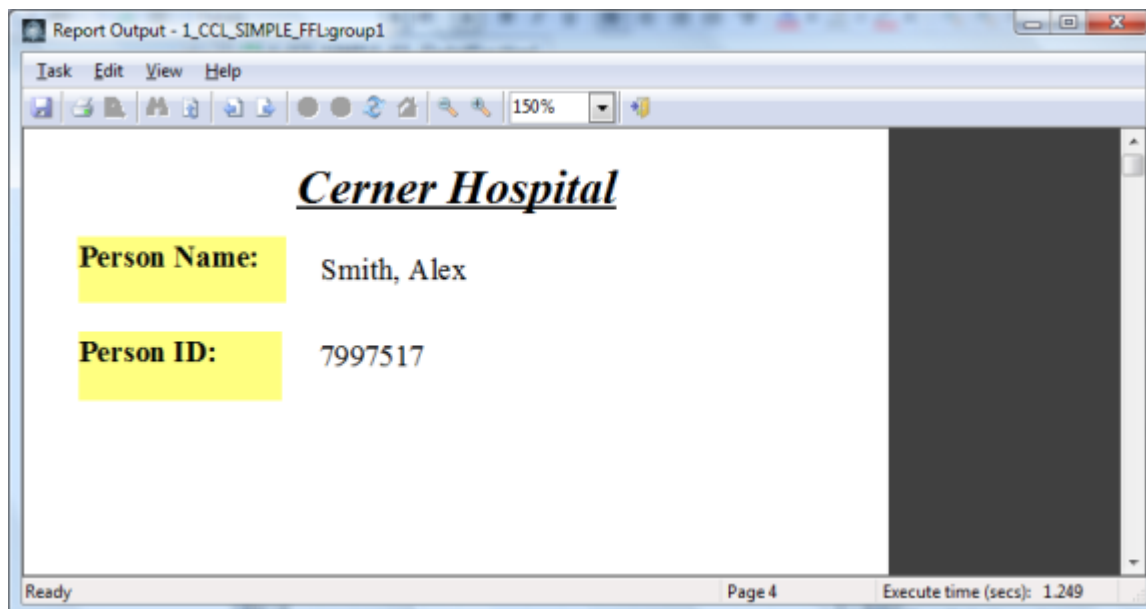 Report Output - 1_CCL_SIMPLE_FFL:group1
Task Edit View Help
150%
Cerner Hospital
Person Name: Smith, Alex
Person ID: 7997517
Ready Page 4 Execute time (secs): 1.249